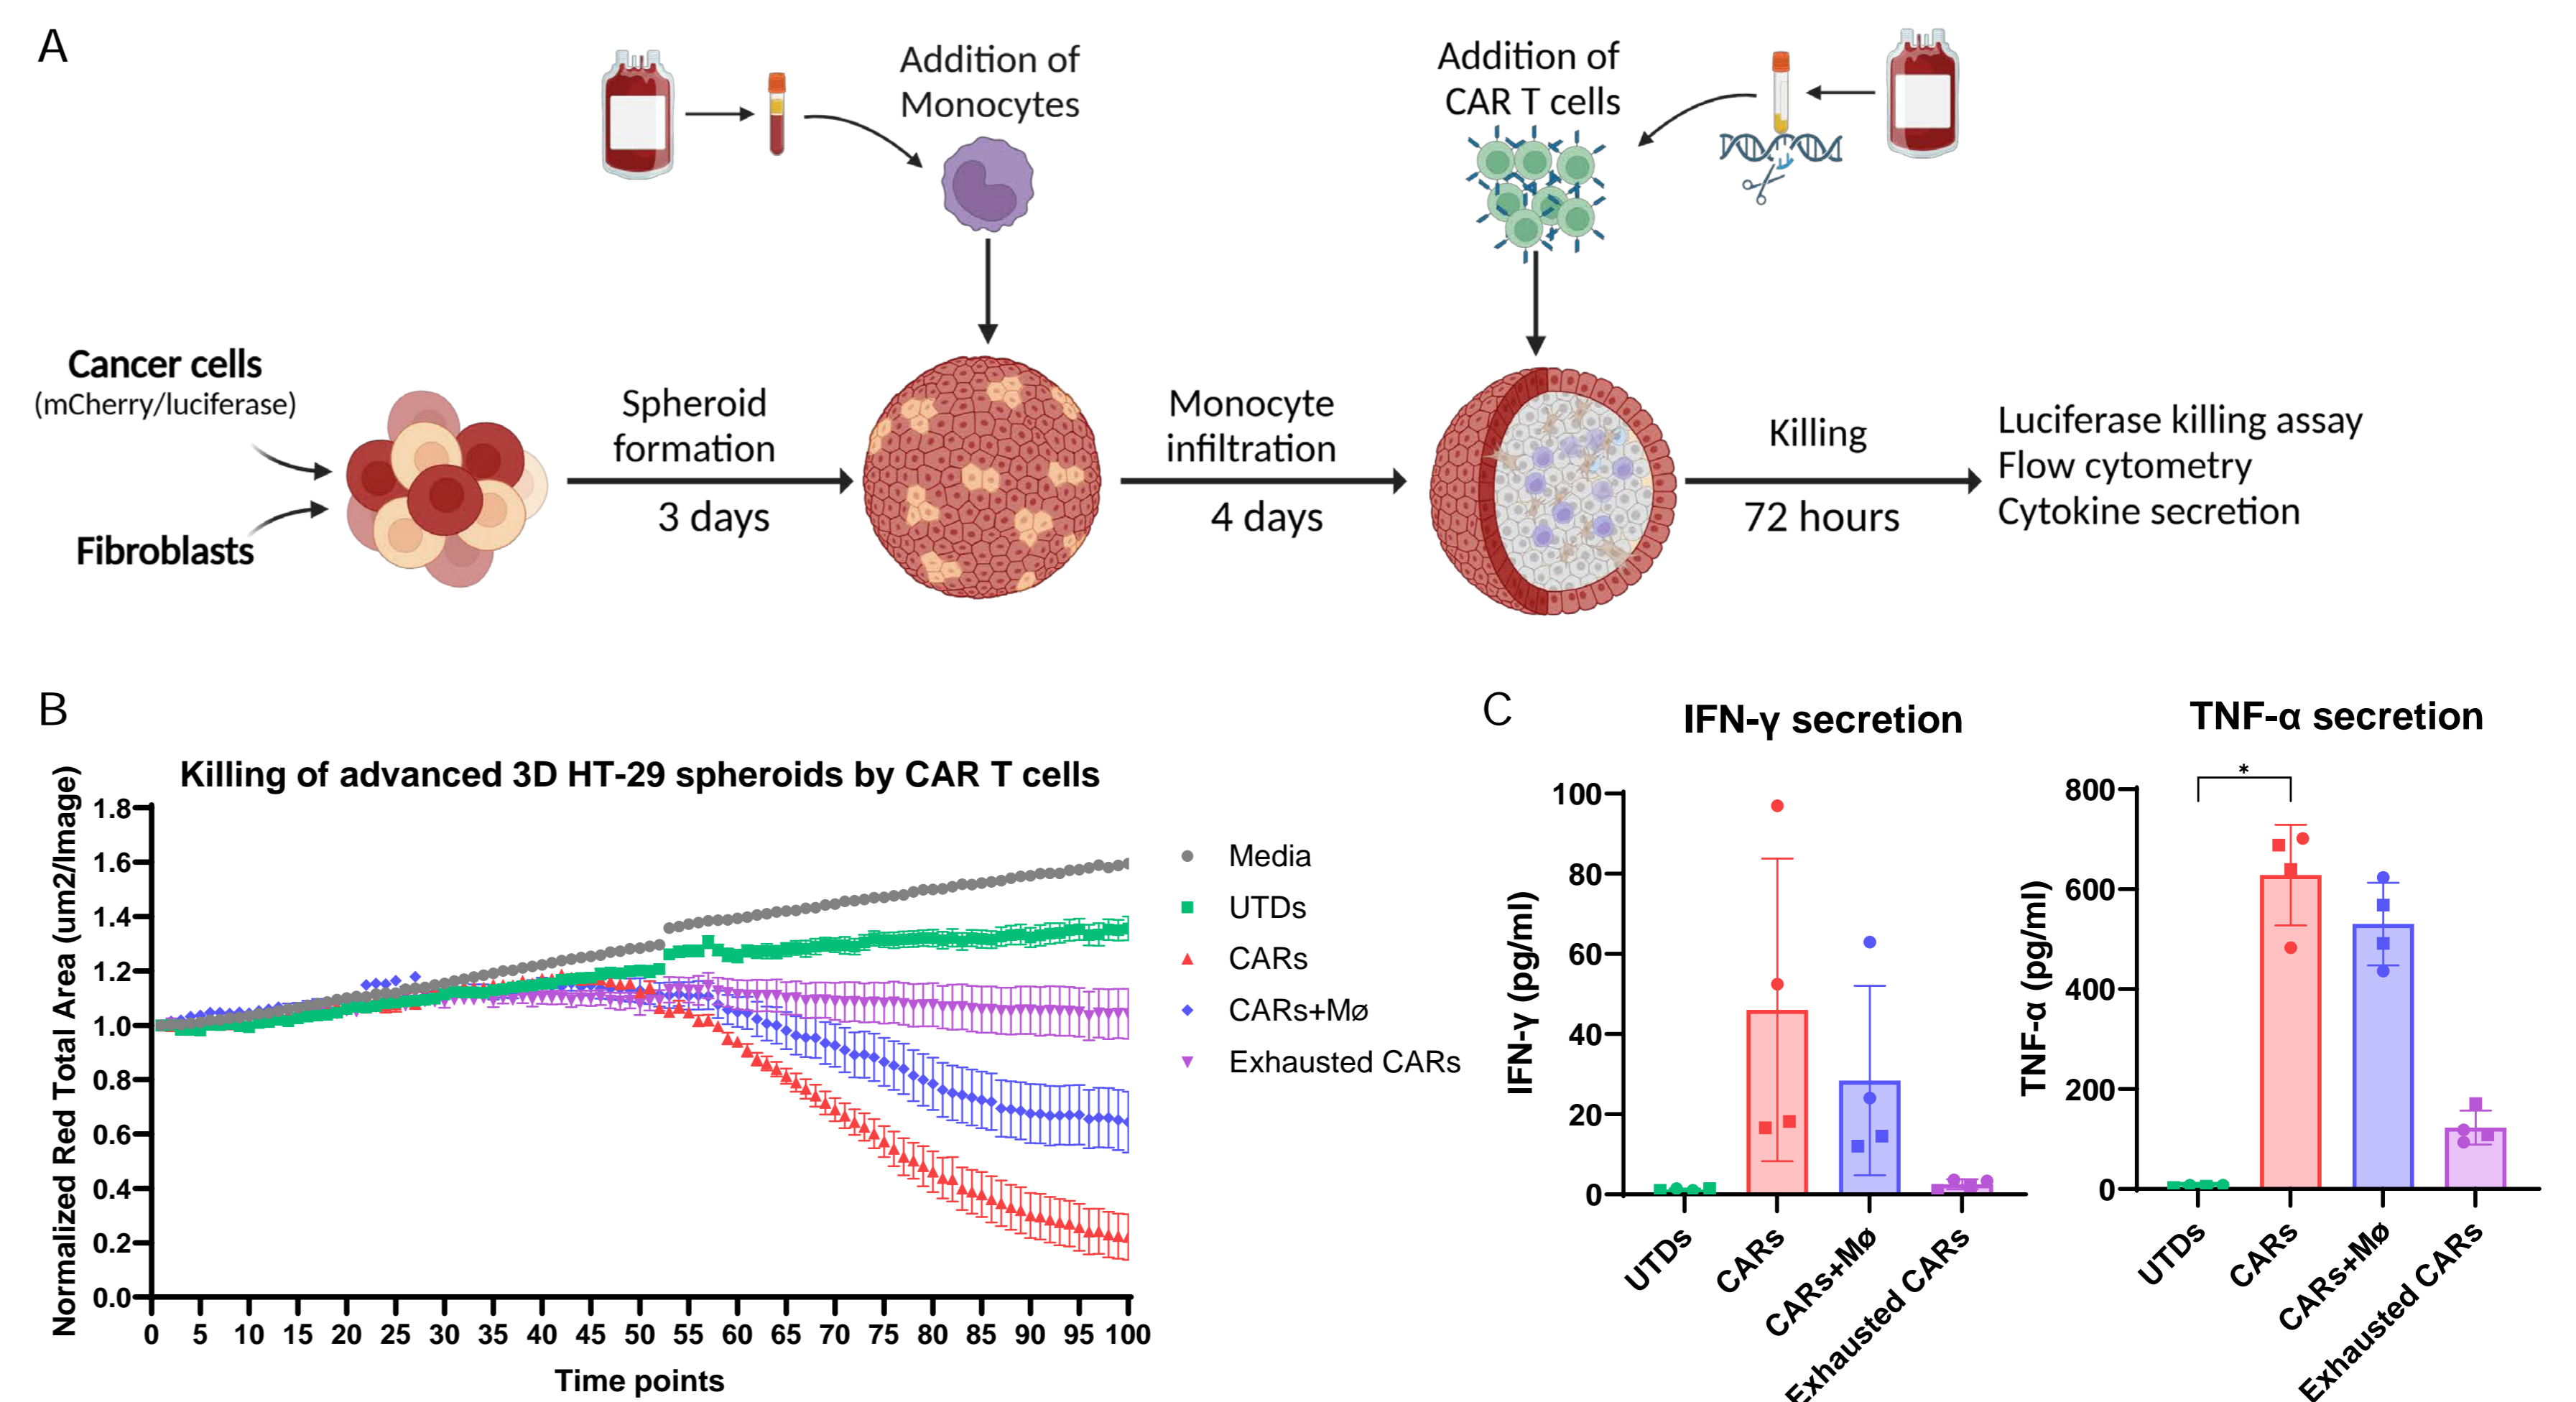 A
Addition of
Monocytes
Addition of
CAR T cells
Cancer cells
(mCherry/luciferase)
Fibroblasts
Spheroid
formation
3 days
Monocyte
infiltration
4 days
Killing
72 hours
Luciferase killing assay
Flow cytometry
Cytokine secretion
B
Killing of advanced 3D HT-29 spheroids by CAR T cells
Normalized Red Total Area (um2/Image)
1.8
1.6
1.4
1.2
1.0
0.8
0.6
0.4
0.2
0.0
0 5 10 15 20 25 30 35 40 45 50 55 60 65 70 75 80 85 90 95 100
Time points
Media
UTDs
CARs
CARs+Mø
Exhausted CARs
C
IFN-γ secretion
IFN-γ (pg/ml)
100
80
60
40
20
0
UTDs
CARs
CARs+Mø
Exhausted CARs
TNF-α secretion
TNF-α (pg/ml)
*
800
600
400
200
0
UTDs
CARs
CARs+Mø
Exhausted CARs